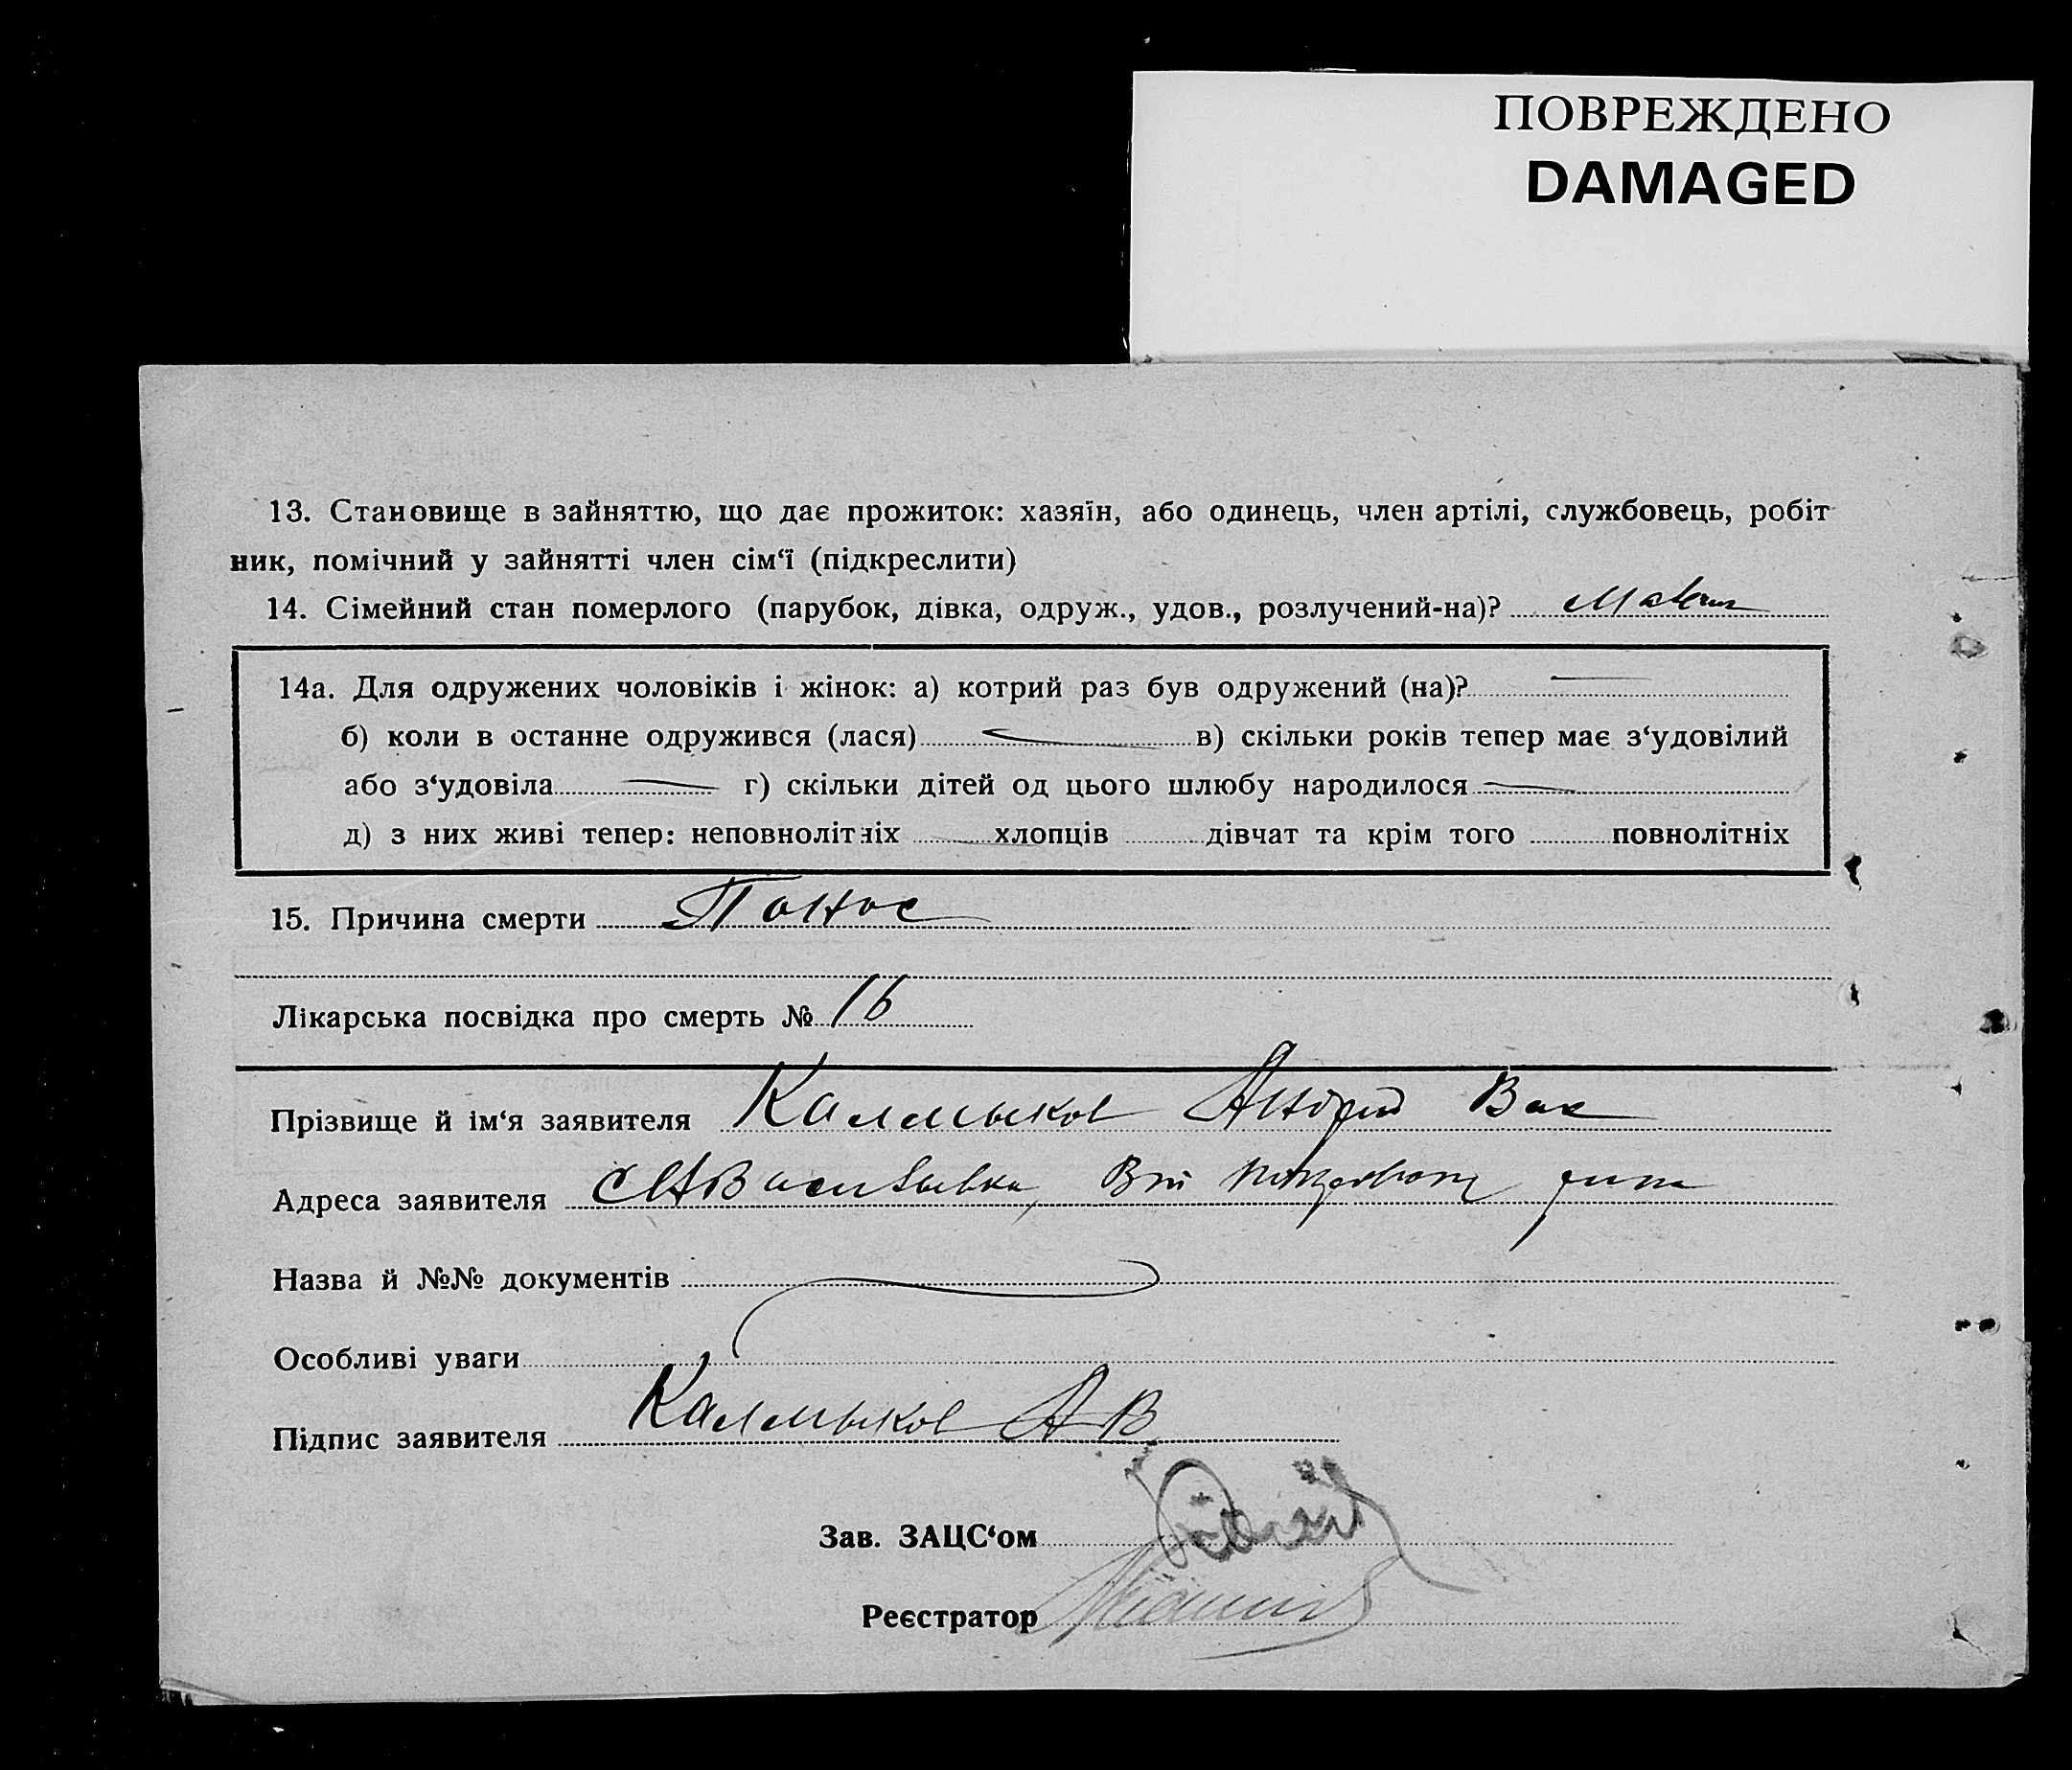 ПОВРЕЖДЕНО
DAMAGED
13. Становище в зайняттю, що дає прожиток: хазяїн, або одинець, член артілі, службовець, робіт
ник, помічний у зайнятті член сім‘ї (підкреслити)
14. Сімейний стан померлого (парубок, дівка, одруж., удов., розлучений-на)?
14а. Для одружених чоловіків і жінок: а) котрий раз був одружений (на)?
б) коли в останне одружився (лася) в) скільки років тепер має з‘удовілий
або з‘удовіла г) скільки дітей од цього шлюбу народилося
д) з них живі тепер: неповнолітніх хлопців дівчат та крім того повнолітніх
15. Причина смерти Понос
Лікарська посвідка про смерть № 16
Прізвище й ім‘я заявителя Калмыков Андрей Вас
Адреса заявителя
Назва й №№ документів
Особливі уваги
Підпис заявителя Калмыков А В
Зав. ЗАЦС‘ом
Реєстратор